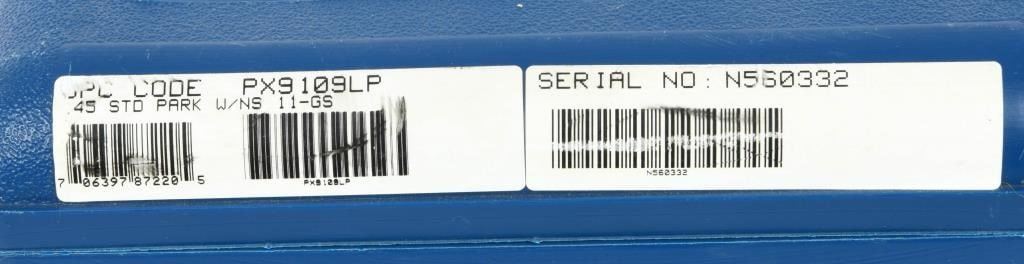 UPC CODE PX9109LP
45 STD PARK W/NS 11-GS
7 06397 87220 5
PX9109LP
SERIAL NO: N560332
N560332